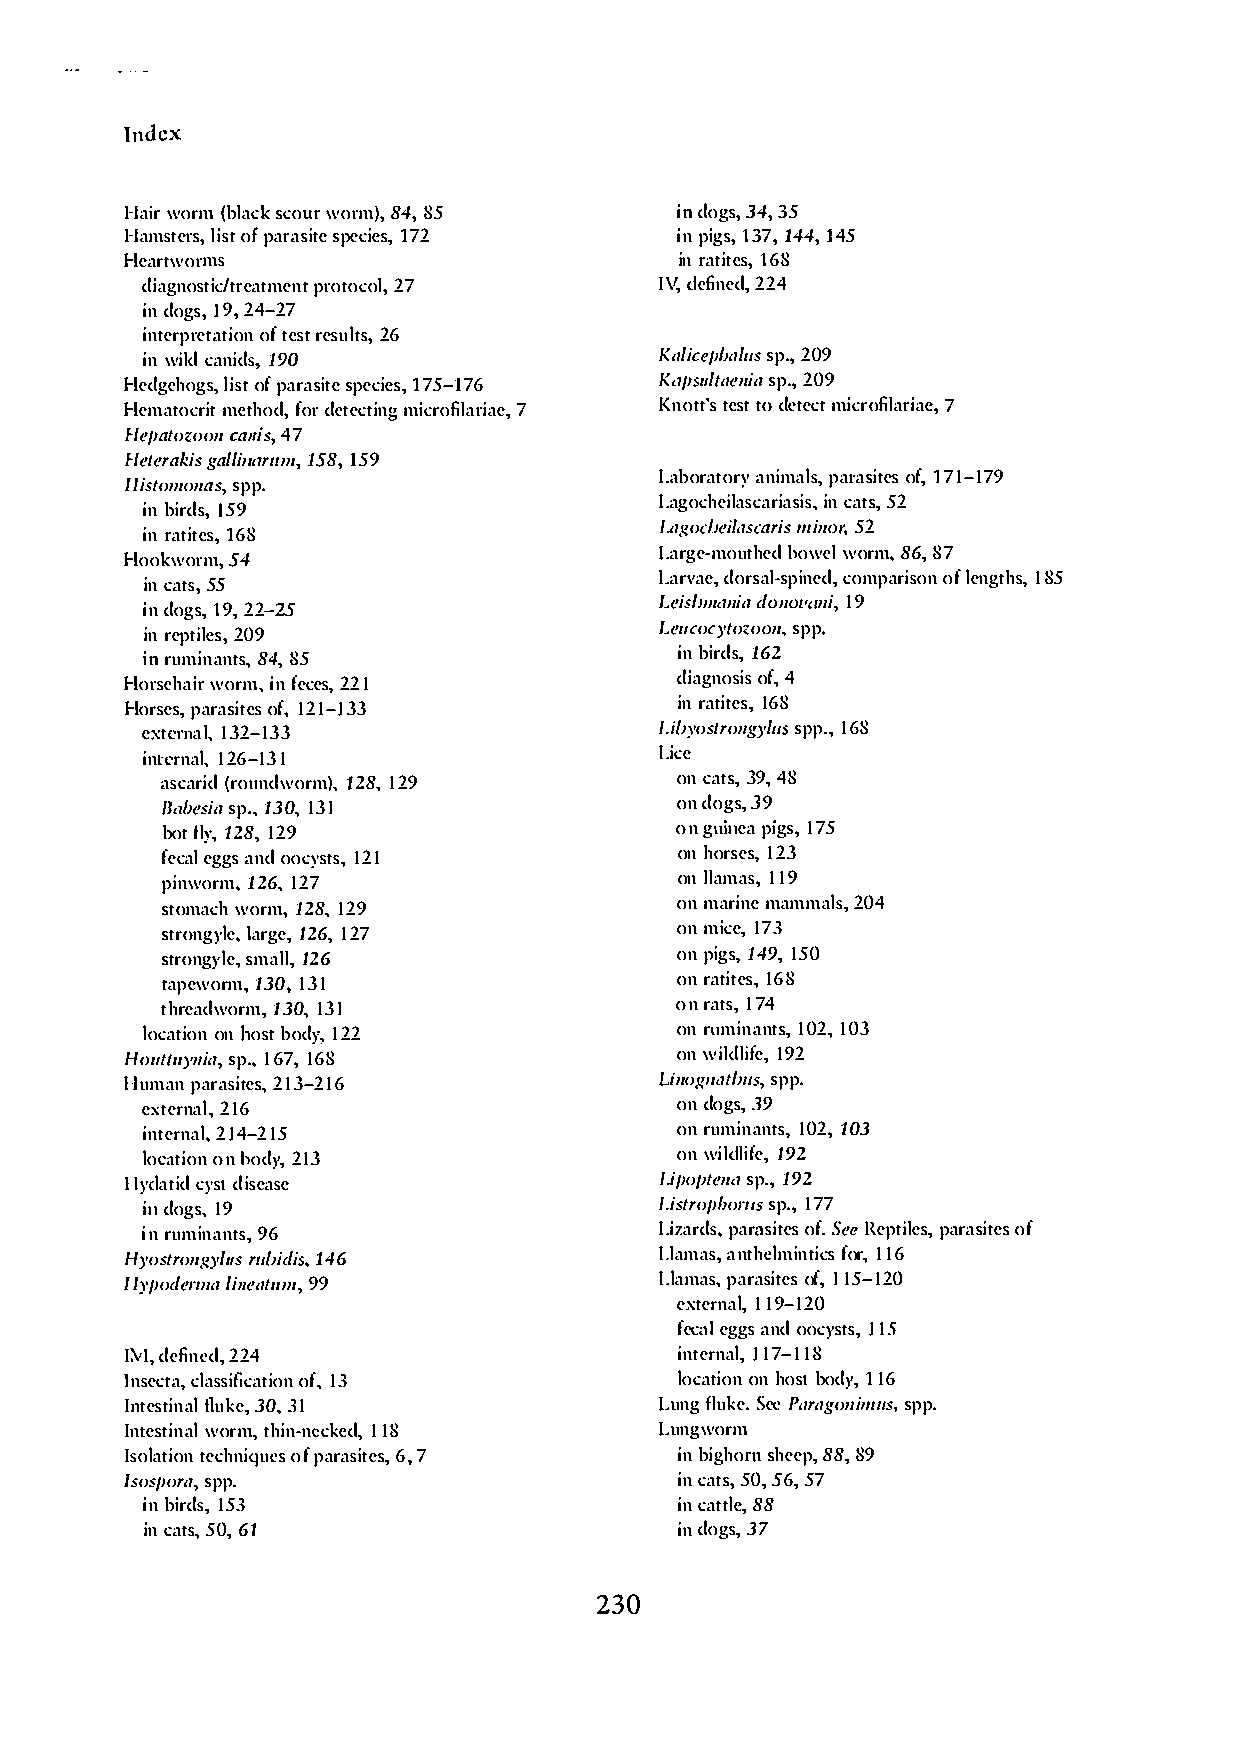 Index
Hair worm (black scour worm), 84, 85
Hamsters, list of parasite species, 172
Heartworms
diagnostic/treatment protocol, 27
in dogs, 19, 24–27
interpretation of test results, 26
in wild canids, 190
Hedgehogs, list of parasite species, 175–176
Hematocrit method, for detecting microfilariae, 7
Hepatozoon canis, 47
Heterakis gallinarum, 158, 159
Histomonas, spp.
in birds, 159
in ratites, 168
Hookworm, 54
in cats, 55
in dogs, 19, 22–25
in reptiles, 209
in ruminants, 84, 85
Horsehair worm, in feces, 221
Horses, parasites of, 121–133
external, 132–133
internal, 126–131
ascarid (roundworm), 128, 129
Babesia sp., 130, 131
bot fly, 128, 129
fecal eggs and oocysts, 121
pinworm, 126, 127
stomach worm, 128, 129
strongyle, large, 126, 127
strongyle, small, 126
tapeworm, 130, 131
threadworm, 130, 131
location on host body, 122
Houttuynia, sp., 167, 168
Human parasites, 213–216
external, 216
internal, 214–215
location on body, 213
Hydatid cyst disease
in dogs, 19
in ruminants, 96
Hyostrongylus rubidis, 146
Hypoderma lineatum, 99
IM, defined, 224
Insecta, classification of, 13
Intestinal fluke, 30, 31
Intestinal worm, thin-necked, 118
Isolation techniques of parasites, 6, 7
Isospora, spp.
in birds, 153
in cats, 50, 61
in dogs, 34, 35
in pigs, 137, 144, 145
in ratites, 168
IV, defined, 224
Kalicephalus sp., 209
Kapsultaenia sp., 209
Knott's test to detect microfilariae, 7
Laboratory animals, parasites of, 171–179
Lagocheilascariasis, in cats, 52
Lagocheilascaris minor, 52
Large-mouthed bowel worm, 86, 87
Larvae, dorsal-spined, comparison of lengths, 185
Leishmania donovani, 19
Leucocytozoon, spp.
in birds, 162
diagnosis of, 4
in ratites, 168
Libyostrongylus spp., 168
Lice
on cats, 39, 48
on dogs, 39
on guinea pigs, 175
on horses, 123
on llamas, 119
on marine mammals, 204
on mice, 173
on pigs, 149, 150
on ratites, 168
on rats, 174
on ruminants, 102, 103
on wildlife, 192
Linognathus, spp.
on dogs, 39
on ruminants, 102, 103
on wildlife, 192
Lipoptena sp., 192
Listrophorus sp., 177
Lizards, parasites of. See Reptiles, parasites of
Llamas, anthelmintics for, 116
Llamas, parasites of, 115–120
external, 119–120
fecal eggs and oocysts, 115
internal, 117–118
location on host body, 116
Lung fluke. See Paragonimus, spp.
Lungworm
in bighorn sheep, 88, 89
in cats, 50, 56, 57
in cattle, 88
in dogs, 37
230